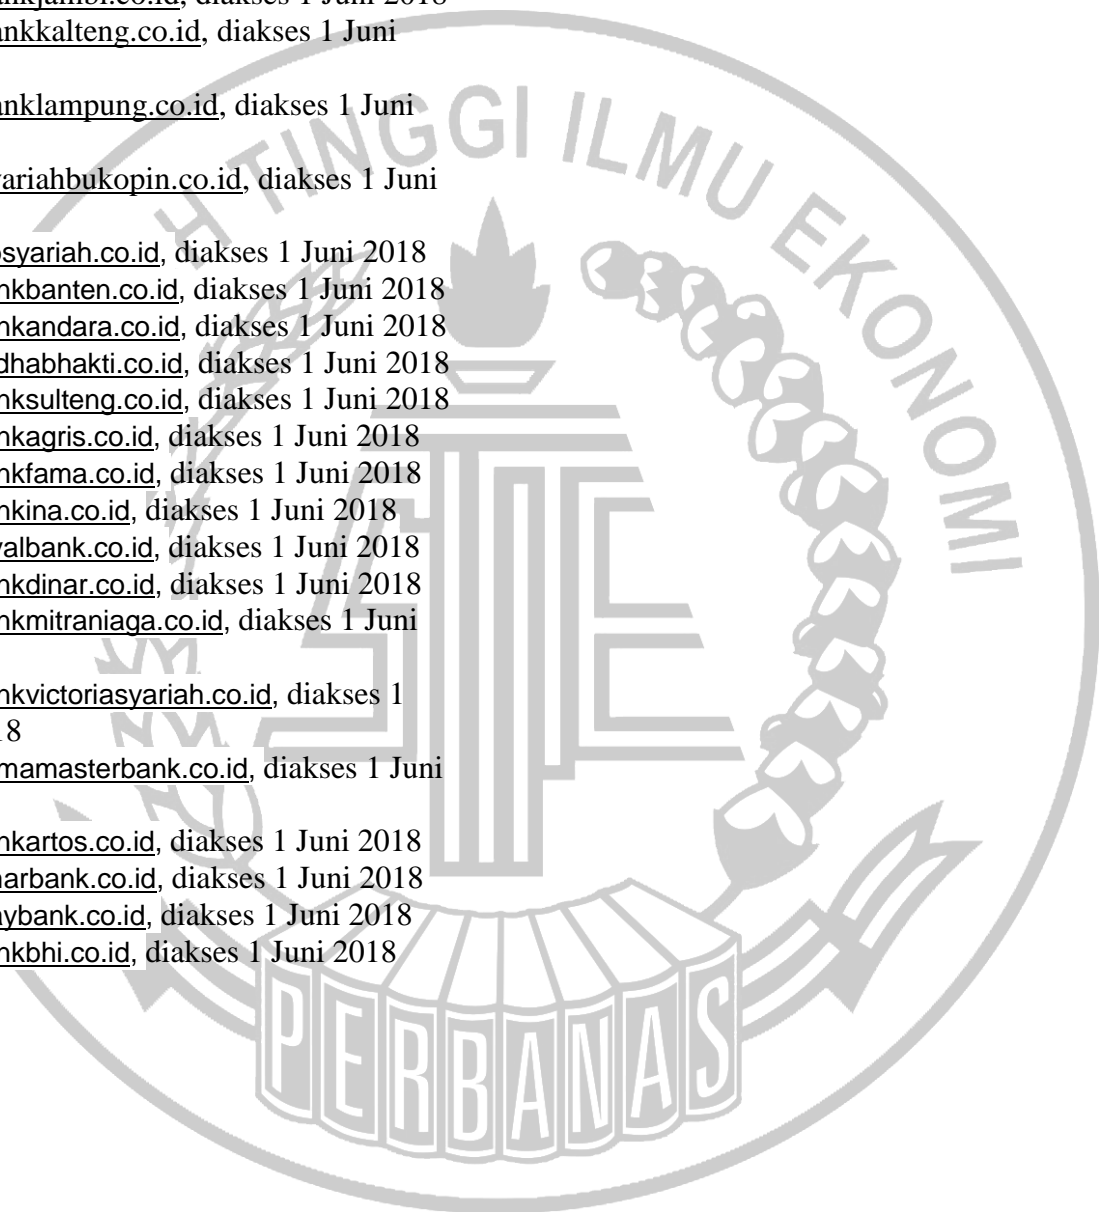 ankjambi.co.id, diakses 1 Juni 2018
ankkalteng.co.id, diakses 1 Juni
anklampung.co.id, diakses 1 Juni
yariahbukopin.co.id, diakses 1 Juni
osyariah.co.id, diakses 1 Juni 2018
nkbanten.co.id, diakses 1 Juni 2018
nkandara.co.id, diakses 1 Juni 2018
dhabhakti.co.id, diakses 1 Juni 2018
nksulteng.co.id, diakses 1 Juni 2018
nkagris.co.id, diakses 1 Juni 2018
nkfama.co.id, diakses 1 Juni 2018
nkina.co.id, diakses 1 Juni 2018
yalbank.co.id, diakses 1 Juni 2018
nkdinar.co.id, diakses 1 Juni 2018
nkmitraniaga.co.id, diakses 1 Juni
nkvictoriasyariah.co.id, diakses 1
18
mamasterbank.co.id, diakses 1 Juni
nkartos.co.id, diakses 1 Juni 2018
narbank.co.id, diakses 1 Juni 2018
aybank.co.id, diakses 1 Juni 2018
nkbhi.co.id, diakses 1 Juni 2018
H TINGGI ILMU EKONOMI
PERBANAS